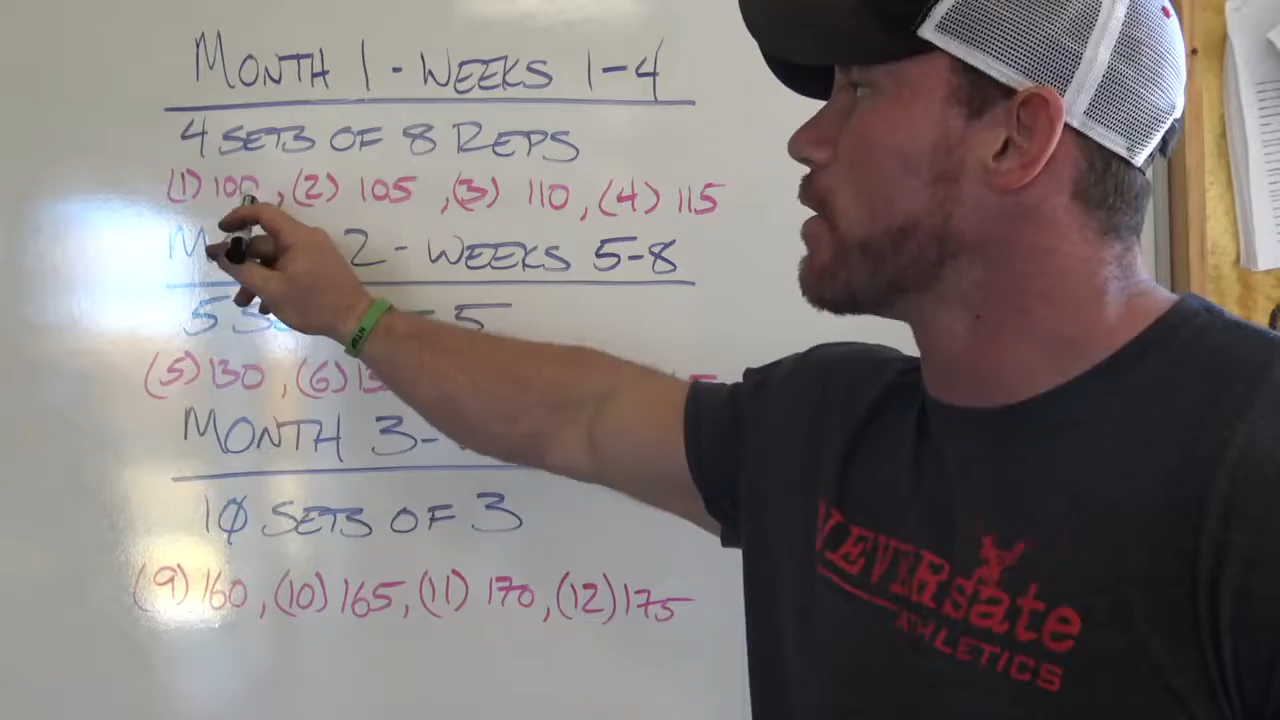 MONTH 1 - WEEKS 1-4
4 SETS OF 8 REPS
(1) 100, (2) 105, (3) 110, (4) 115
2 - WEEKS 5-8
5 5
(5) 130, (6)
MONTH 3-
10 SETS OF 3
(9) 160, (10) 165, (11) 170, (12) 175
NEVERSate
ATHLETICS